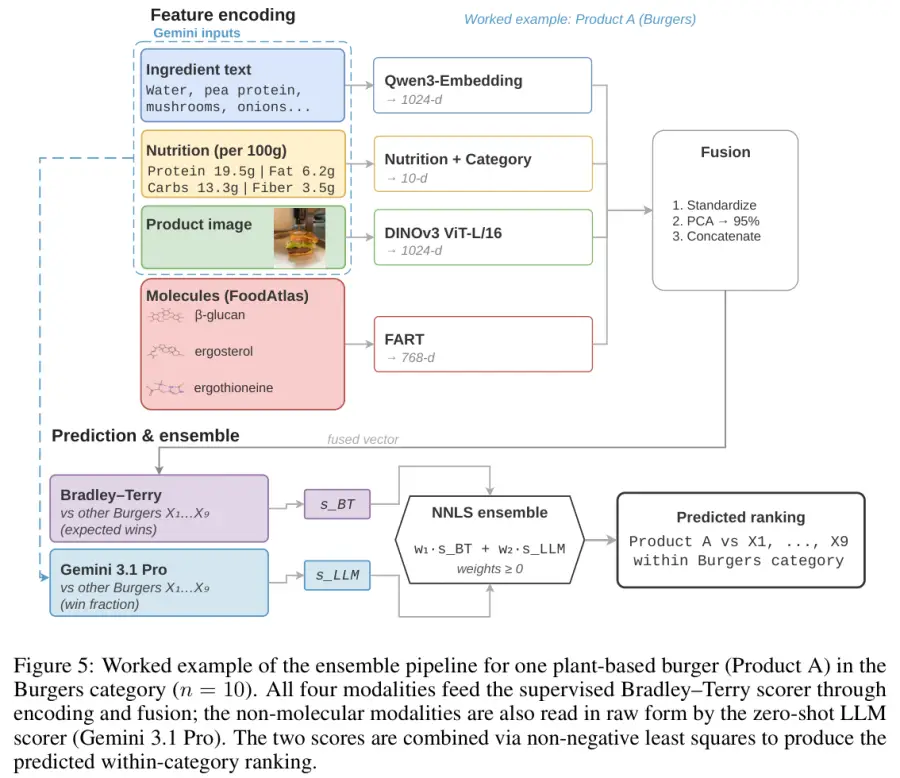 Feature encoding
Gemini inputs
Worked example: Product A (Burgers)
Ingredient text
Water, pea protein,
mushrooms, onions...
Qwen3-Embedding
→ 1024-d
Nutrition (per 100g)
Protein 19.5g | Fat 6.2g
Carbs 13.3g | Fiber 3.5g
Nutrition + Category
→ 10-d
Product image
DINOv3 ViT-L/16
→ 1024-d
Molecules (FoodAtlas)
β-glucan
ergosterol
ergothioneine
FART
→ 768-d
Fusion
1. Standardize
2. PCA → 95%
3. Concatenate
Prediction & ensemble
fused vector
Bradley–Terry
vs other Burgers X₁…X₉
(expected wins)
s_BT
Gemini 3.1 Pro
vs other Burgers X₁…X₉
(win fraction)
s_LLM
NNLS ensemble
w₁·s_BT + w₂·s_LLM
weights ≥ 0
Predicted ranking
Product A vs X1, ..., X9
within Burgers category
Figure 5: Worked example of the ensemble pipeline for one plant-based burger (Product A) in the
Burgers category (n = 10). All four modalities feed the supervised Bradley–Terry scorer through
encoding and fusion; the non-molecular modalities are also read in raw form by the zero-shot LLM
scorer (Gemini 3.1 Pro). The two scores are combined via non-negative least squares to produce the
predicted within-category ranking.